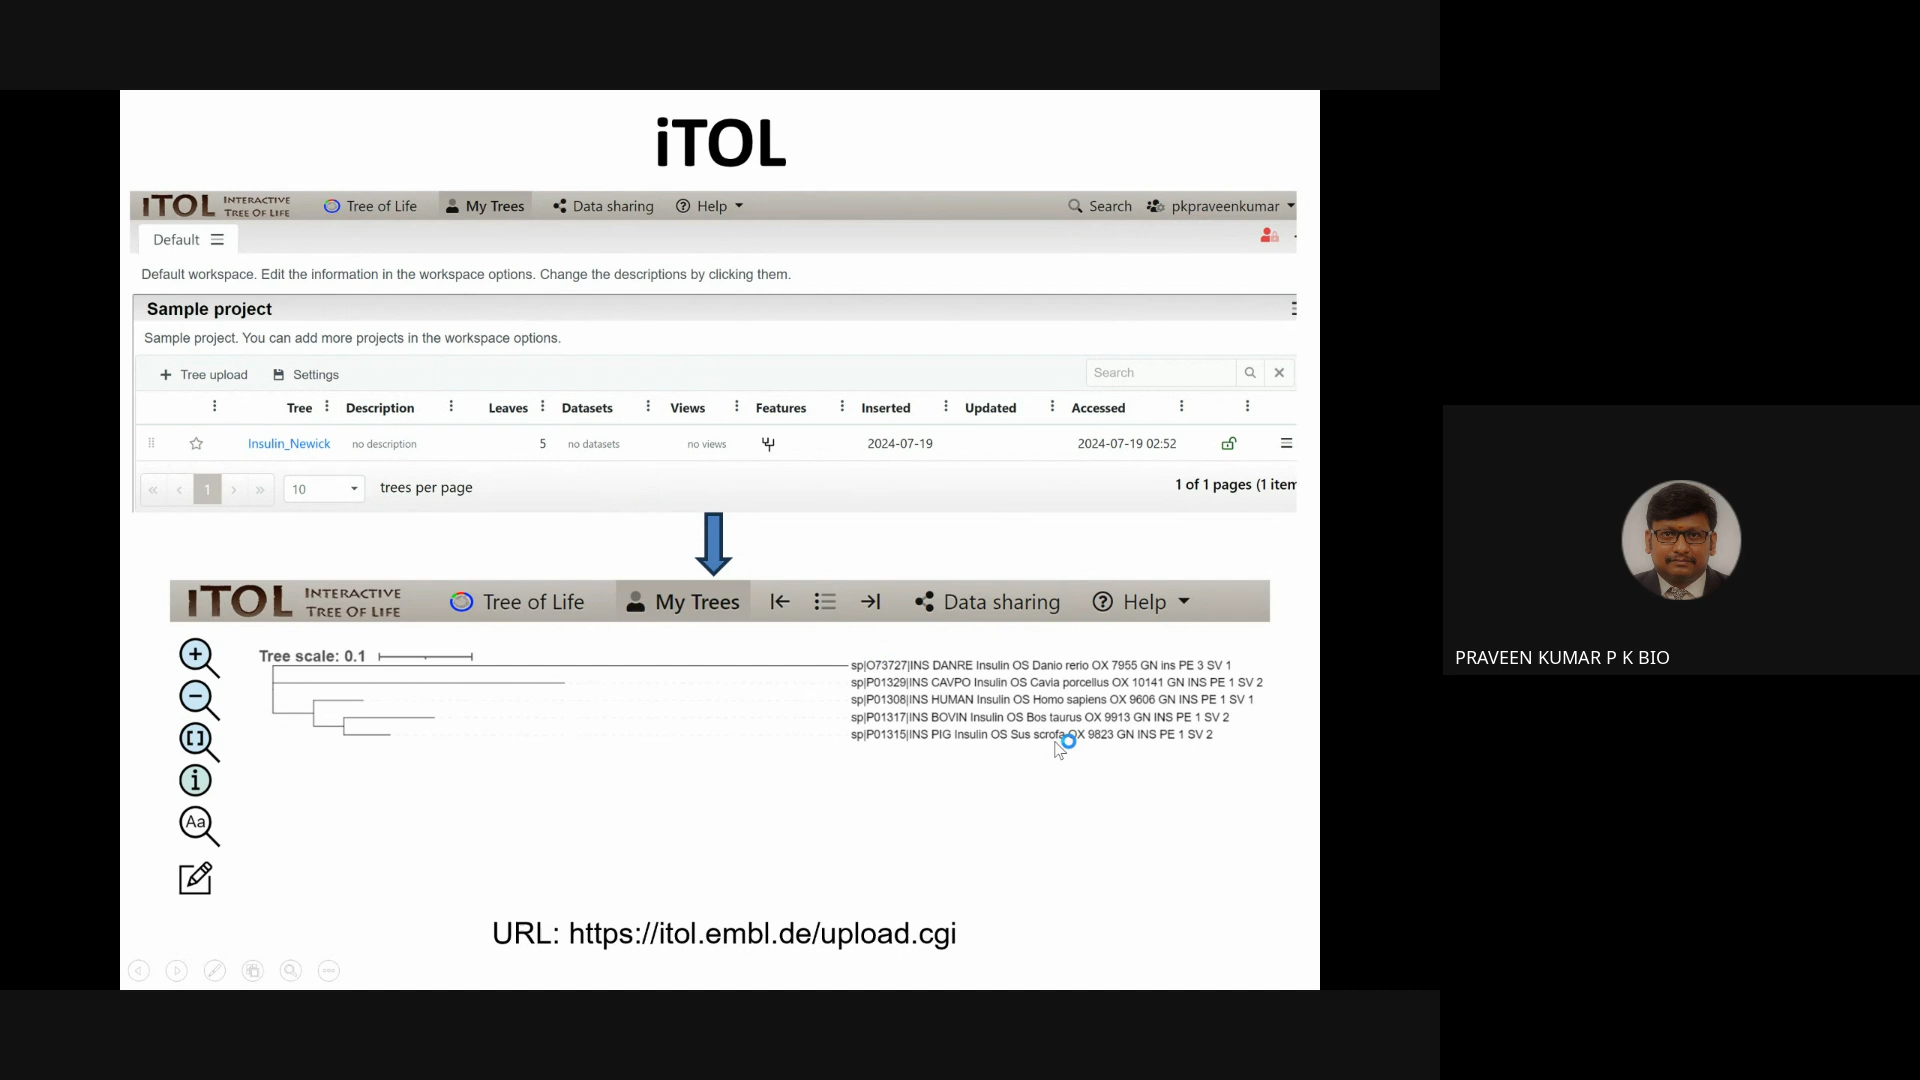 iTOL
iTOL INTERACTIVE TREE OF LIFE Tree of Life My Trees Data sharing Help Search pkpraveenkumar
Default
Default workspace. Edit the information in the workspace options. Change the descriptions by clicking them.
Sample project
Sample project. You can add more projects in the workspace options.
Tree upload Settings Search
Tree Description Leaves Datasets Views Features Inserted Updated Accessed
Insulin_Newick no description 5 no datasets no views 2024-07-19 2024-07-19 02:52
« ‹ 1 › » 10 trees per page 1 of 1 pages (1 item
iTOL INTERACTIVE TREE OF LIFE Tree of Life My Trees Data sharing Help
Tree scale: 0.1
sp|O73727|INS DANRE Insulin OS Danio rerio OX 7955 GN ins PE 3 SV 1
sp|P01329|INS CAVPO Insulin OS Cavia porcellus OX 10141 GN INS PE 1 SV 2
sp|P01308|INS HUMAN Insulin OS Homo sapiens OX 9606 GN INS PE 1 SV 1
sp|P01317|INS BOVIN Insulin OS Bos taurus OX 9913 GN INS PE 1 SV 2
sp|P01315|INS PIG Insulin OS Sus scrofa OX 9823 GN INS PE 1 SV 2
Aa
URL: https://itol.embl.de/upload.cgi
PRAVEEN KUMAR P K BIO